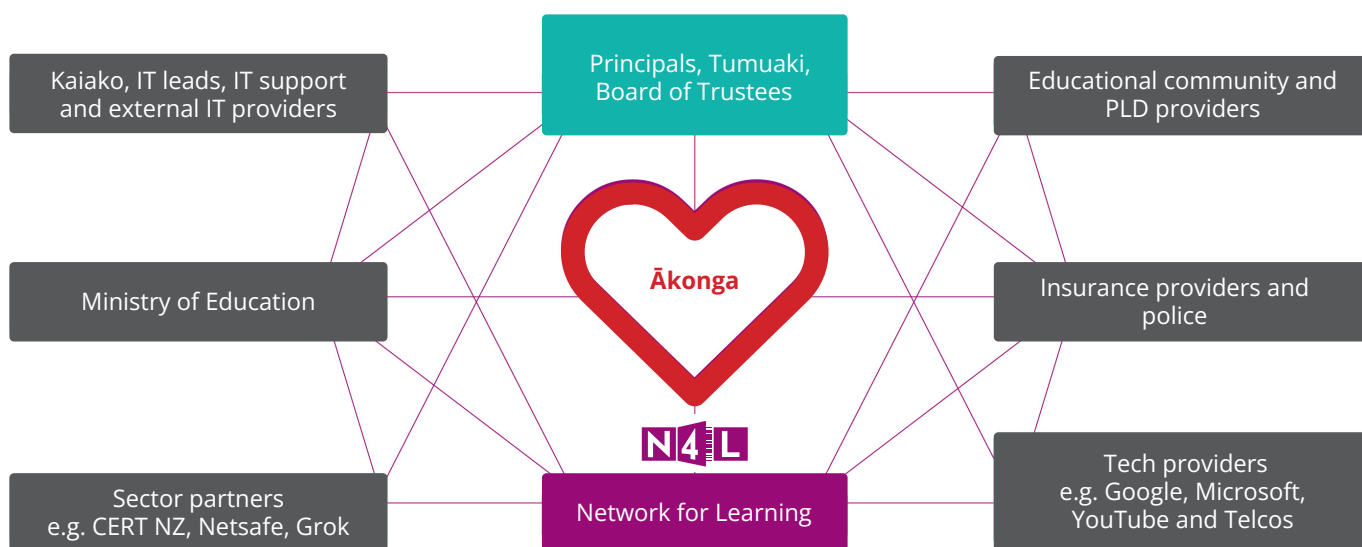 Kaiako, IT leads, IT support
and external IT providers
Principals, Tumuaki,
Board of Trustees
Educational community and
PLD providers
Ministry of Education
Ākonga
Insurance providers and
police
N4L
Sector partners
e.g. CERT NZ, Netsafe, Grok
Network for Learning
Tech providers
e.g. Google, Microsoft,
YouTube and Telcos